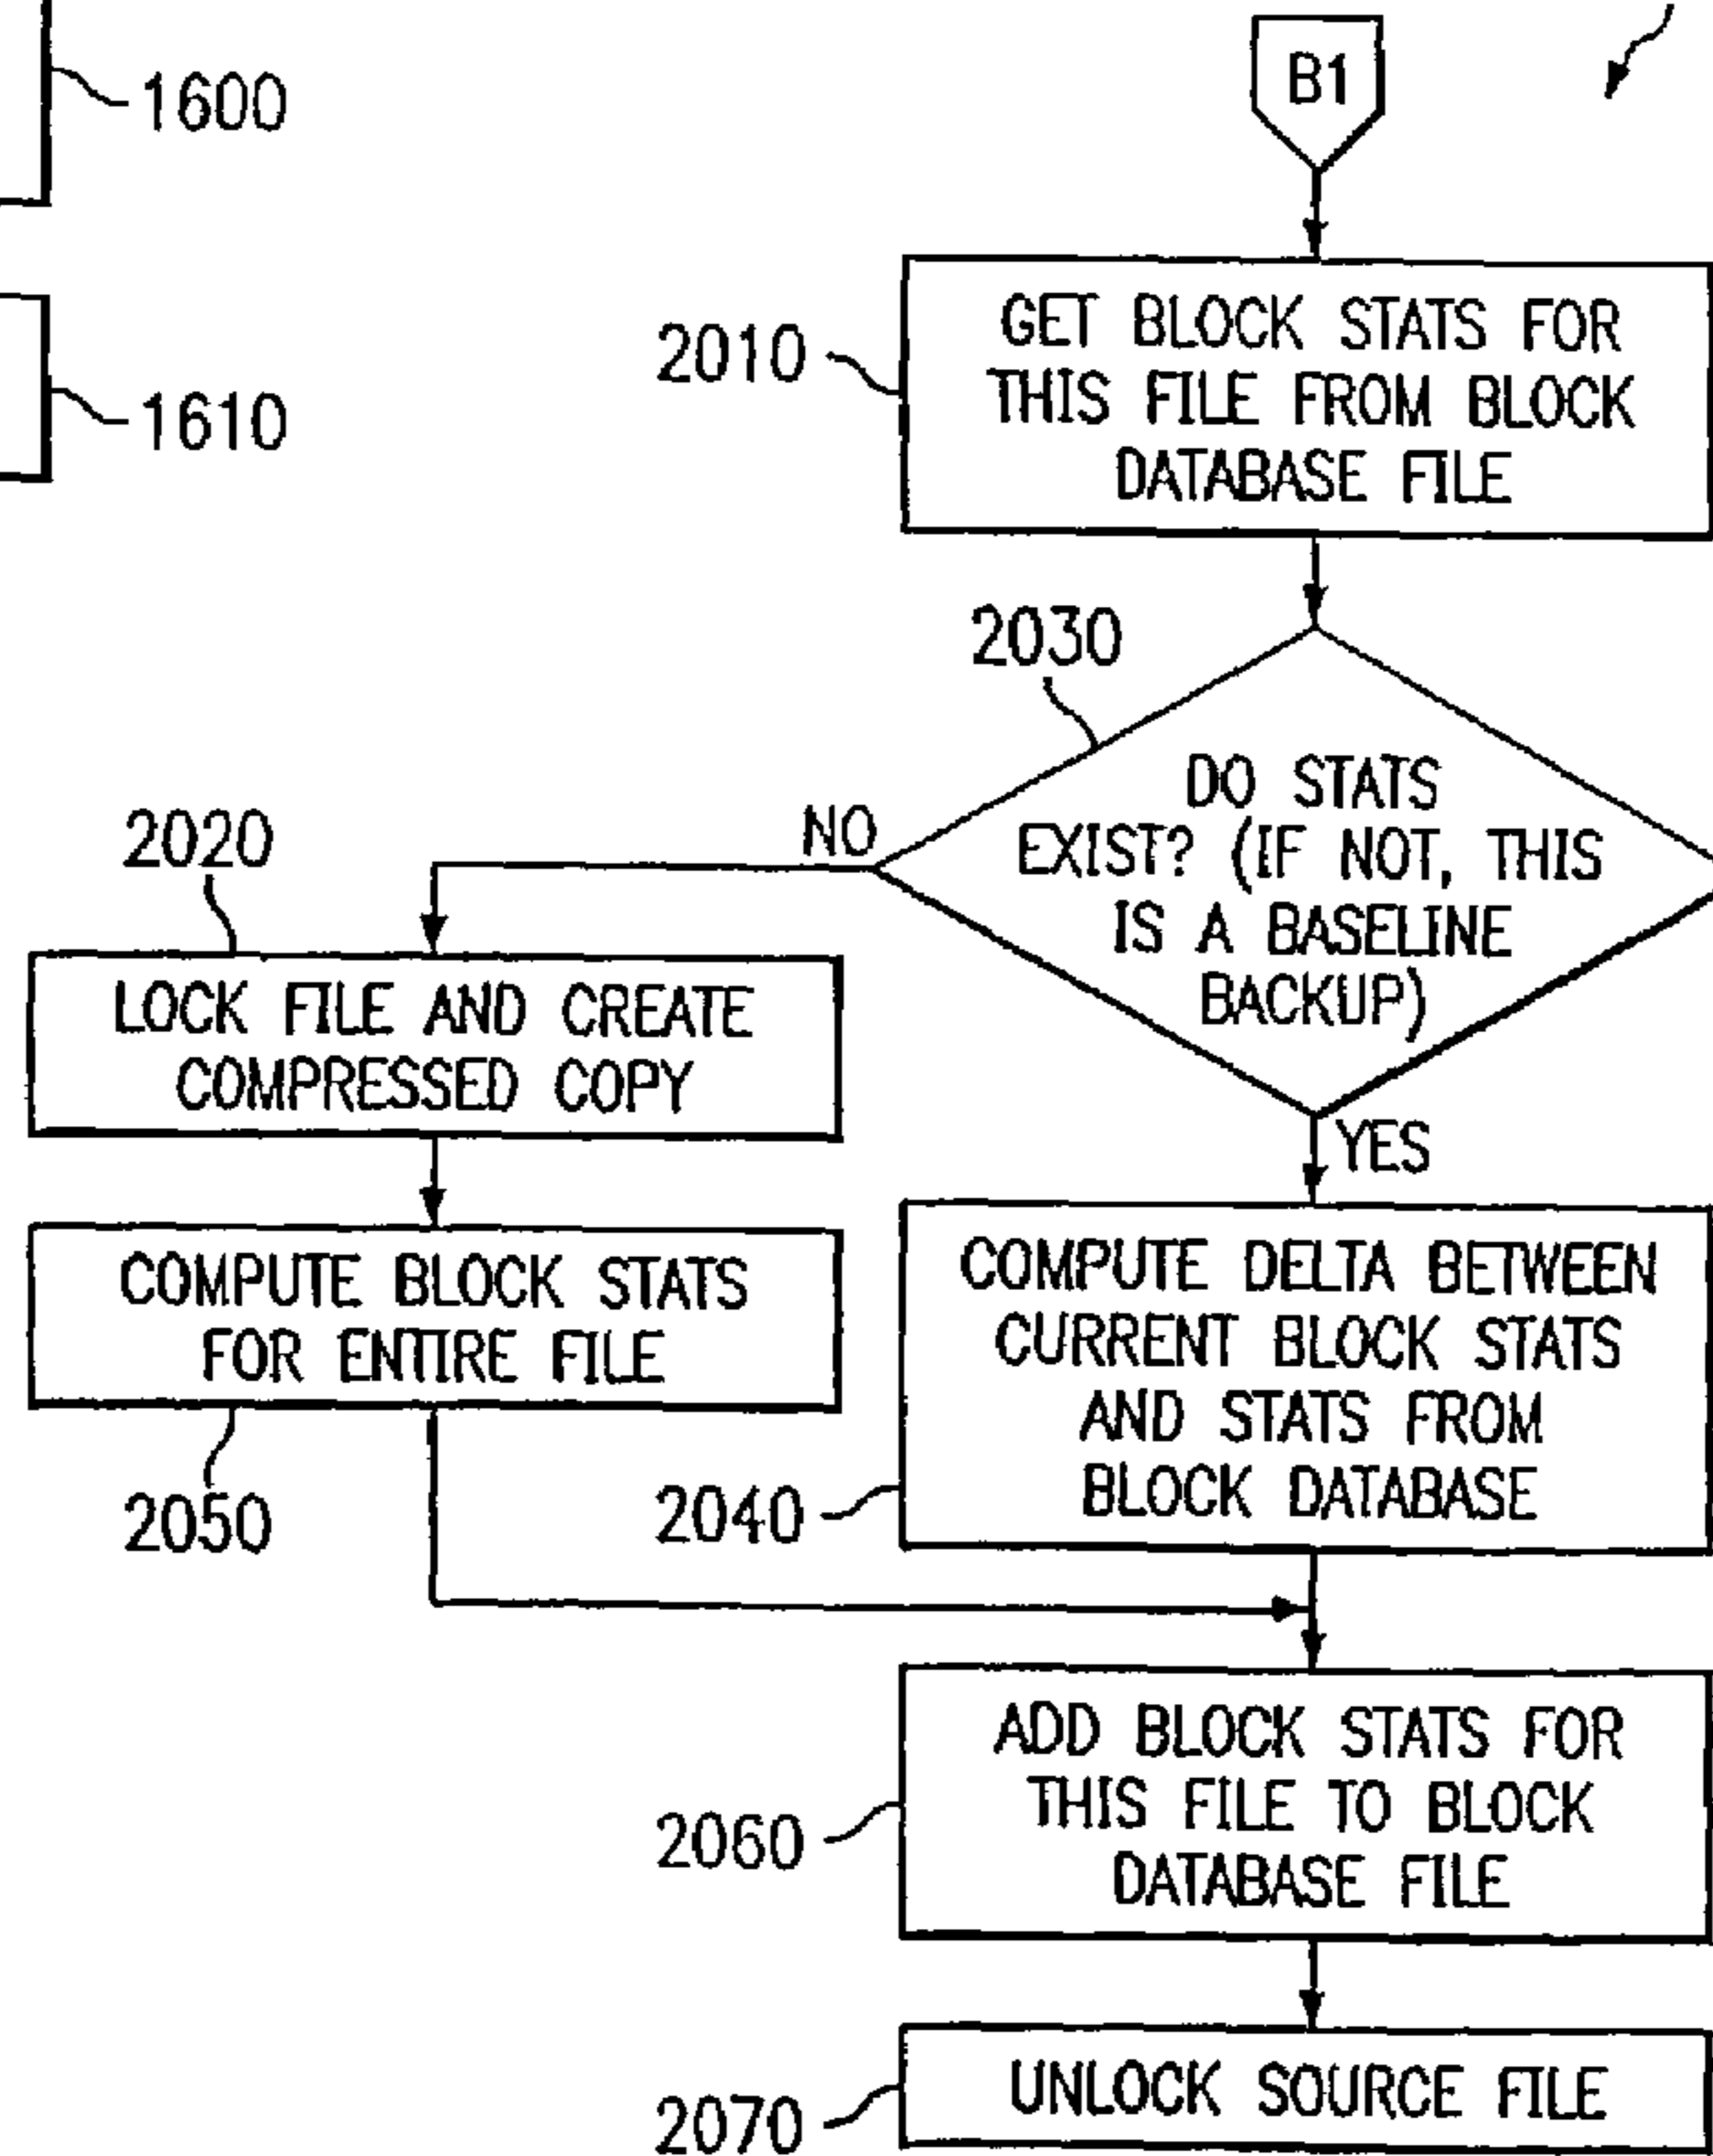 1600
1610
B1
2010
GET BLOCK STATS FOR
THIS FILE FROM BLOCK
DATABASE FILE
2030
DO STATS
EXIST? (IF NOT, THIS
IS A BASELINE
BACKUP)
NO
YES
2020
LOCK FILE AND CREATE
COMPRESSED COPY
COMPUTE BLOCK STATS
FOR ENTIRE FILE
2050
COMPUTE DELTA BETWEEN
CURRENT BLOCK STATS
AND STATS FROM
BLOCK DATABASE
2040
ADD BLOCK STATS FOR
THIS FILE TO BLOCK
DATABASE FILE
2060
UNLOCK SOURCE FILE
2070